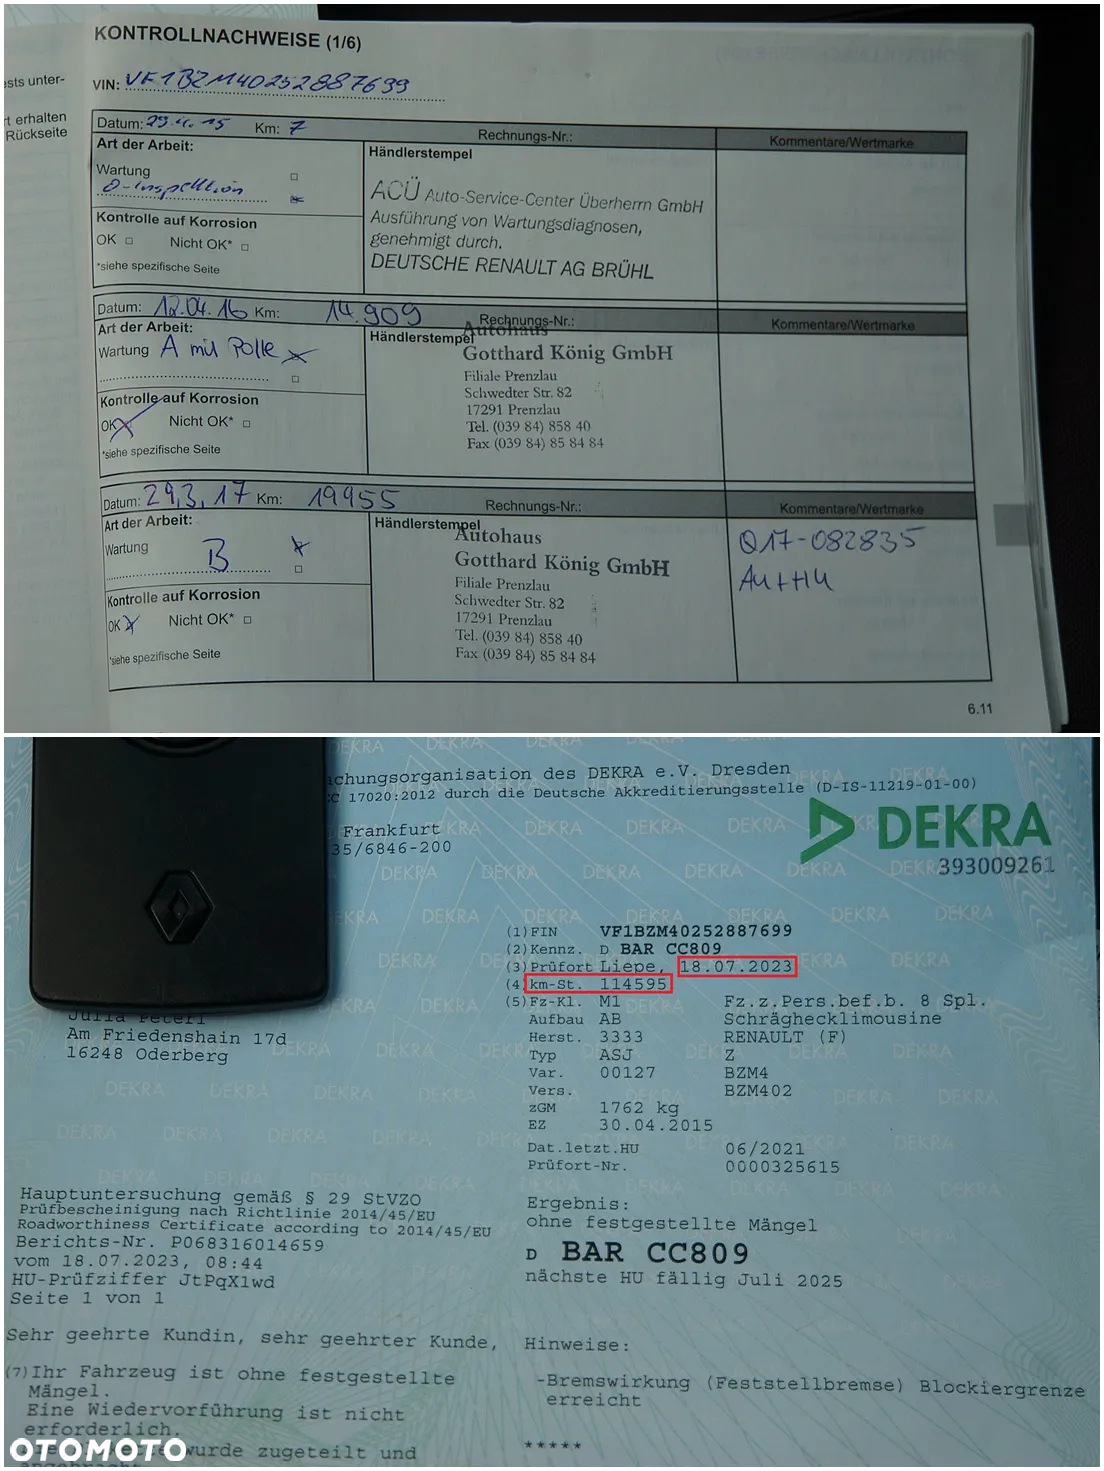 KONTROLLNACHWEISE (1/6)
VIN: VF1BZM40252887699
ests unter-
rt erhalten
Rückseite
Datum: 29.4.15 Km: 7 Rechnungs-Nr.: Kommentare/Wertmarke
Art der Arbeit:
Wartung
0-Inspektion
Kontrolle auf Korrosion
OK Nicht OK*
*siehe spezifische Seite
Händlerstempel
ACÜ Auto-Service-Center Überherrn GmbH
Ausführung von Wartungsdiagnosen,
genehmigt durch.
DEUTSCHE RENAULT AG BRÜHL
Datum: 12.04.16 Km: 14.909 Rechnungs-Nr.: Kommentare/Wertmarke
Art der Arbeit:
Wartung A mit Polle
Kontrolle auf Korrosion
OK Nicht OK*
*siehe spezifische Seite
Händlerstempel
Autohaus
Gotthard König GmbH
Filiale Prenzlau
Schwedter Str. 82
17291 Prenzlau
Tel. (039 84) 858 40
Fax (039 84) 85 84 84
Datum: 29.3.17 Km: 19955 Rechnungs-Nr.: Kommentare/Wertmarke
Art der Arbeit:
Wartung B
Kontrolle auf Korrosion
OK Nicht OK*
*siehe spezifische Seite
Händlerstempel
Autohaus
Gotthard König GmbH
Filiale Prenzlau
Schwedter Str. 82
17291 Prenzlau
Tel. (039 84) 858 40
Fax (039 84) 85 84 84
Q17-082835
AU+HU
6.11
achungsorganisation des DEKRA e.V. Dresden
C 17020:2012 durch die Deutsche Akkreditierungsstelle (D-IS-11219-01-00)
Frankfurt
35/6846-200
DEKRA
393009261
(1) FIN VF1BZM40252887699
(2) Kennz. D BAR CC809
(3) Prüfort Liepe, 18.07.2023
(4) km-St. 114595
(5) Fz-Kl. M1 Fz.z.Pers.bef.b. 8 Spl.
Aufbau AB Schräghecklimousine
Herst. 3333 RENAULT (F)
Typ ASJ Z
Var. 00127 BZM4
Vers. BZM402
zGM 1762 kg
EZ 30.04.2015
Dat.letzt.HU 06/2021
Prüfort-Nr. 0000325615
Julia Peterl
Am Friedenshain 17d
16248 Oderberg
Hauptuntersuchung gemäß § 29 StVZO
Prüfbescheinigung nach Richtlinie 2014/45/EU
Roadworthiness Certificate according to 2014/45/EU
Berichts-Nr. P068316014659
vom 18.07.2023, 08:44
HU-Prüfziffer JtPqX1wd
Seite 1 von 1
Ergebnis:
ohne festgestellte Mängel
D BAR CC809
nächste HU fällig Juli 2025
Sehr geehrte Kundin, sehr geehrter Kunde,
(7) Ihr Fahrzeug ist ohne festgestellte
Mängel.
Eine Wiedervorführung ist nicht
erforderlich.
wurde zugeteilt und
Hinweise:
-Bremswirkung (Feststellbremse) Blockiergrenze
erreicht
*****
OTOMOTO